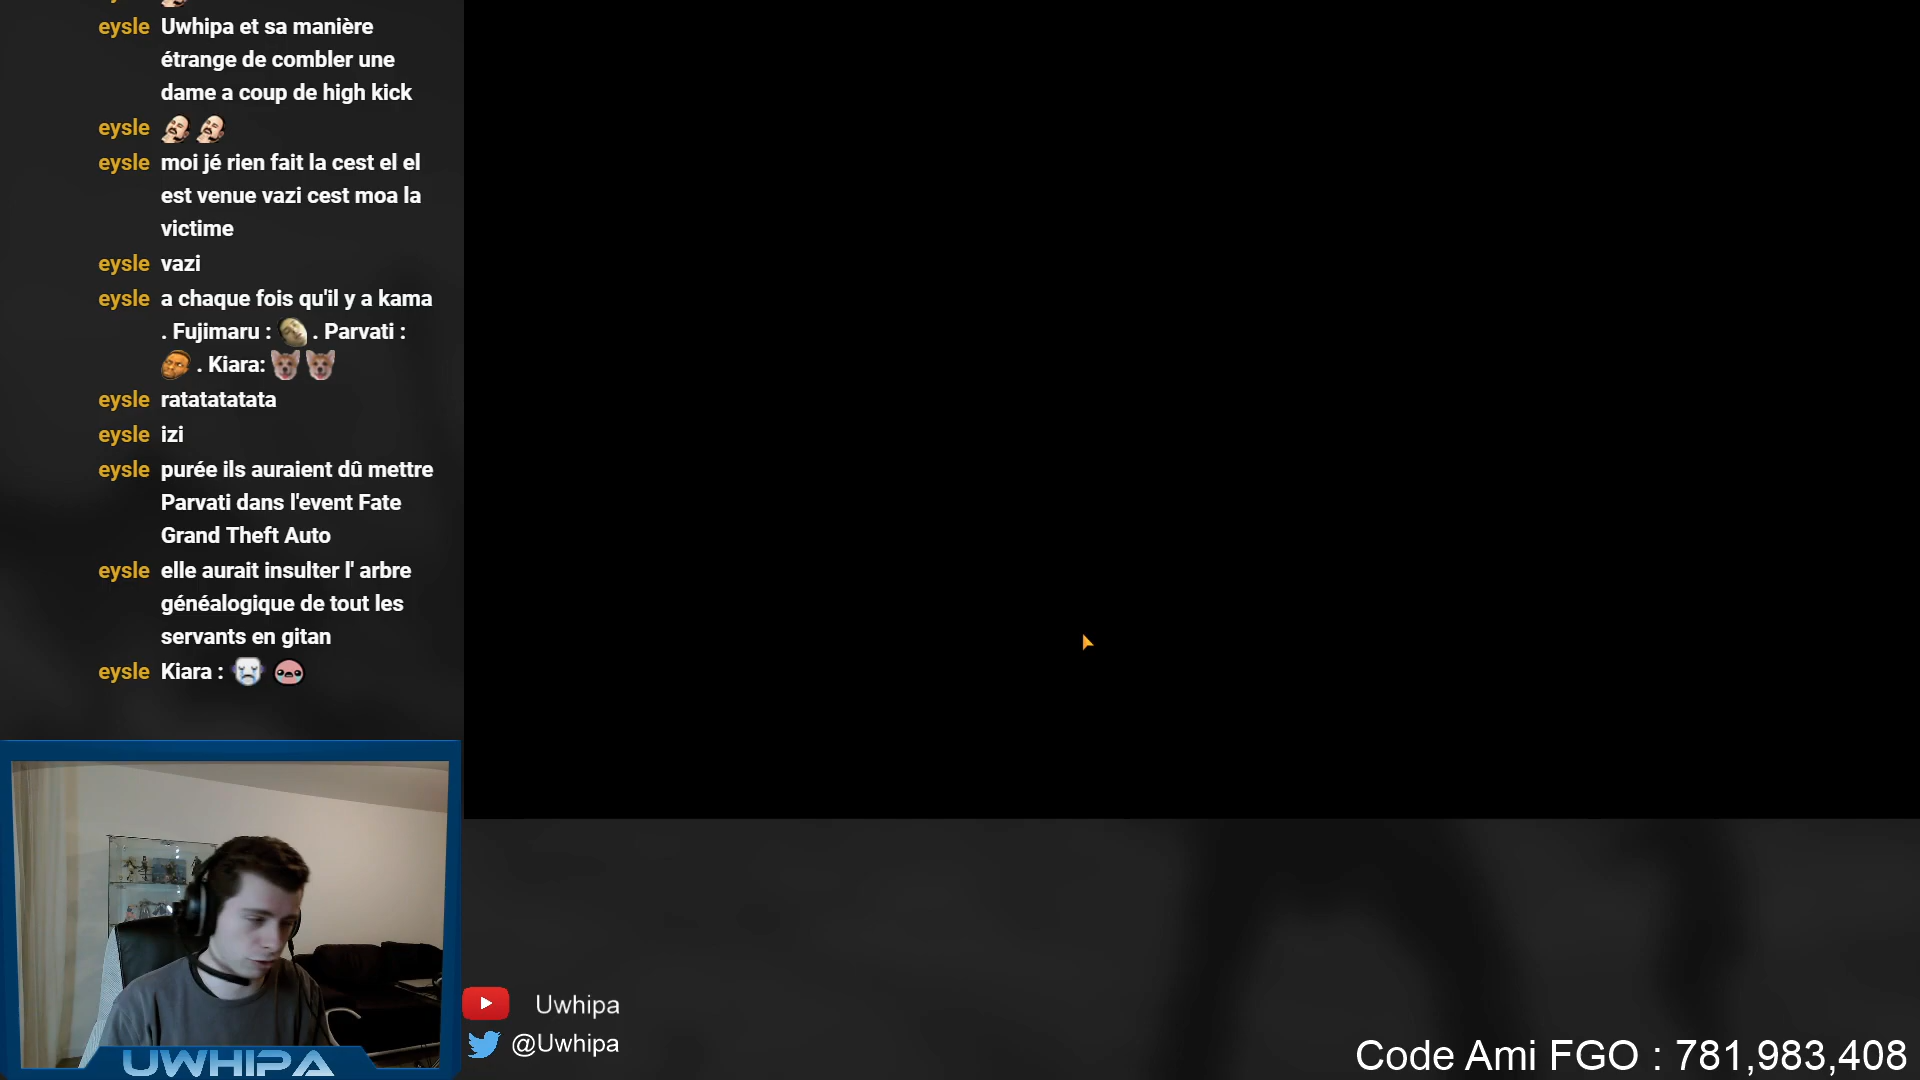 eysle Uwhipa et sa manière
étrange de combler une
dame a coup de high kick
eysle
eysle moi jé rien fait la cest el el
est venue vazi cest moa la
victime
eysle vazi
eysle a chaque fois qu'il y a kama
. Fujimaru : . Parvati :
. Kiara:
eysle ratatatatata
eysle izi
eysle purée ils auraient dû mettre
Parvati dans l'event Fate
Grand Theft Auto
eysle elle aurait insulter l' arbre
généalogique de tout les
servants en gitan
eysle Kiara :
UWHIPA
Uwhipa
@Uwhipa
Code Ami FGO : 781,983,408